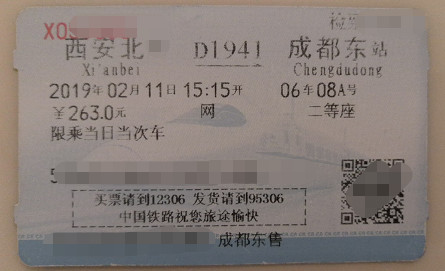 检
X0
西安北 D1941 成都东站
Xi'anbei Chengdudong
2019年02月11日 15:15开 06车08A号
￥263.0元 网 二等座
限乘当日当次车
买票请到12306 发货请到95306
中国铁路祝您旅途愉快
成都东售